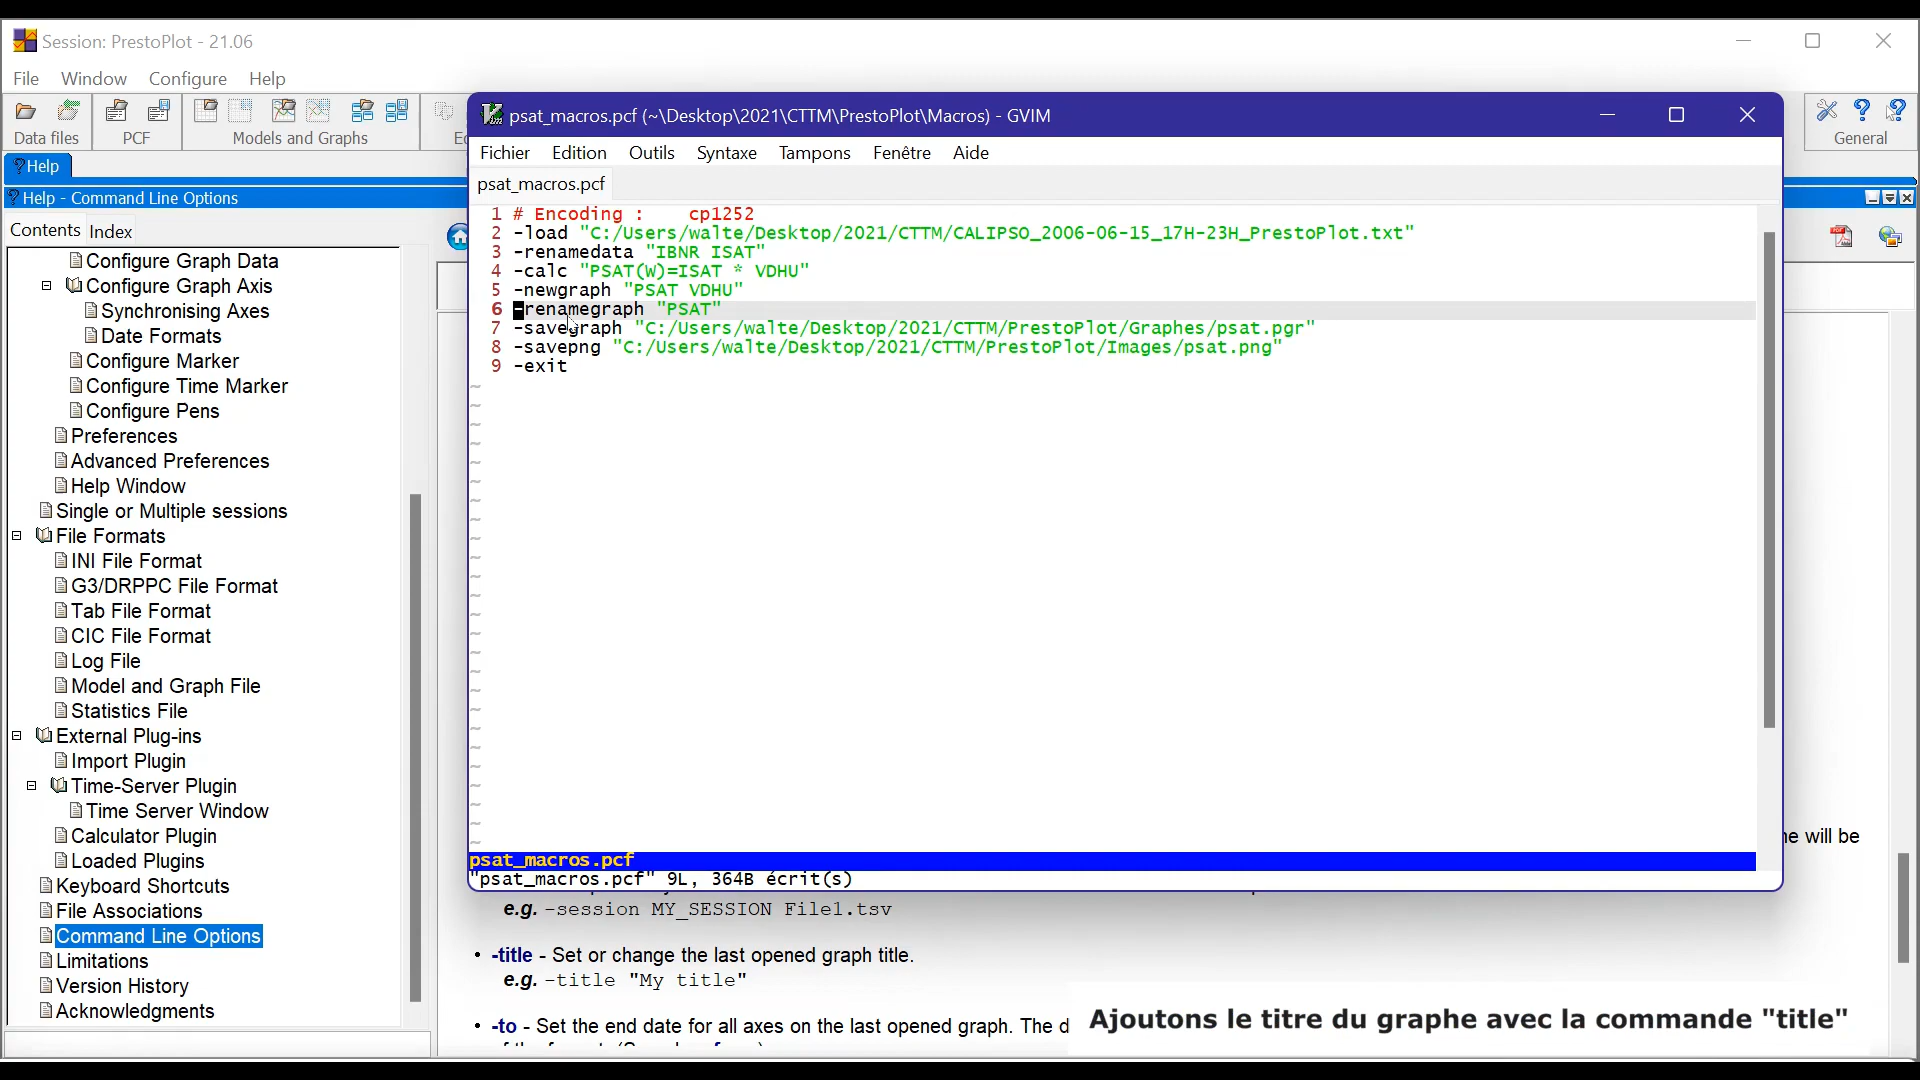 Session: PrestoPlot - 21.06
File Window Configure Help
Data files PCF Models and Graphs General
?Help
? Help - Command Line Options
Contents Index
Configure Graph Data
Configure Graph Axis
Synchronising Axes
Date Formats
Configure Marker
Configure Time Marker
Configure Pens
Preferences
Advanced Preferences
Help Window
Single or Multiple sessions
File Formats
INI File Format
G3/DRPPC File Format
Tab File Format
CIC File Format
Log File
Model and Graph File
Statistics File
External Plug-ins
Import Plugin
Time-Server Plugin
Time Server Window
Calculator Plugin
Loaded Plugins
Keyboard Shortcuts
File Associations
Command Line Options
Limitations
Version History
Acknowledgments
psat_macros.pcf (~\Desktop\2021\CTTM\PrestoPlot\Macros) - GVIM
Fichier Edition Outils Syntaxe Tampons Fenêtre Aide
psat_macros.pcf
1 # Encoding : cp1252
2 -load "C:/Users/walte/Desktop/2021/CTTM/CALIPSO_2006-06-15_17H-23H_PrestoPlot.txt"
3 -renamedata "IBNR ISAT"
4 -calc "PSAT(W)=ISAT * VDHU"
5 -newgraph "PSAT VDHU"
6 -renamegraph "PSAT"
7 -savegraph "C:/Users/walte/Desktop/2021/CTTM/PrestoPlot/Graphes/psat.pgr"
8 -savepng "C:/Users/walte/Desktop/2021/CTTM/PrestoPlot/Images/psat.png"
9 -exit
psat_macros.pcf
"psat_macros.pcf" 9L, 364B écrit(s)
will be
e.g. -session MY_SESSION File1.tsv
• -title - Set or change the last opened graph title.
e.g. -title "My title"
• -to - Set the end date for all axes on the last opened graph. The
Ajoutons le titre du graphe avec la commande "title"